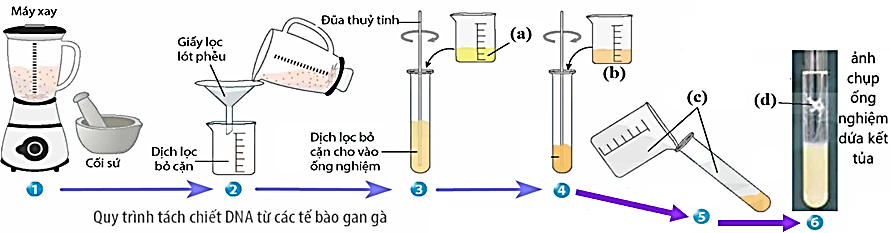 Máy xay
Cối sứ
1
Giấy lọc
lót phễu
Dịch lọc
bỏ cặn
2
Đũa thuỷ tinh
(a)
Dịch lọc bỏ
cặn cho vào
ống nghiệm
3
(b)
4
(c)
5
(d)
ảnh
chụp
ống
nghiệm
dứa kết
tủa
6
Quy trình tách chiết DNA từ các tế bào gan gà